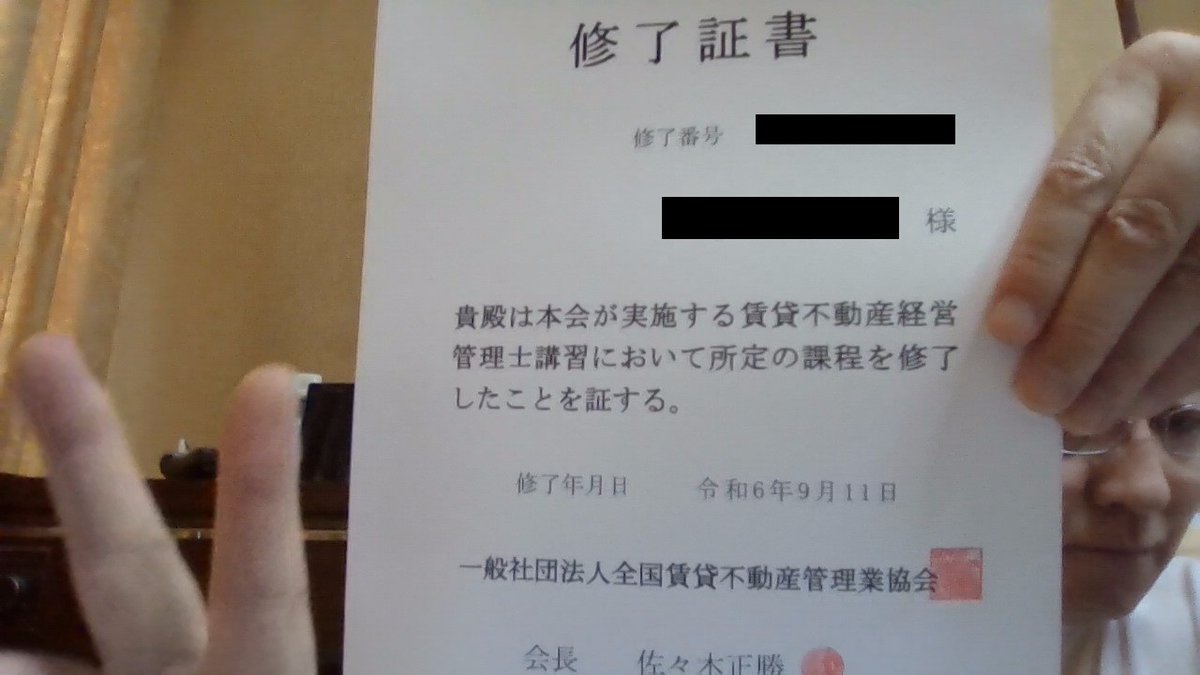 修了証書
修了番号
様
貴殿は本会が実施する賃貸不動産経営
管理士講習において所定の課程を修了
したことを証する。
修了年月日 令和6年9月11日
一般社団法人全国賃貸不動産管理業協会
会長 佐々木正勝